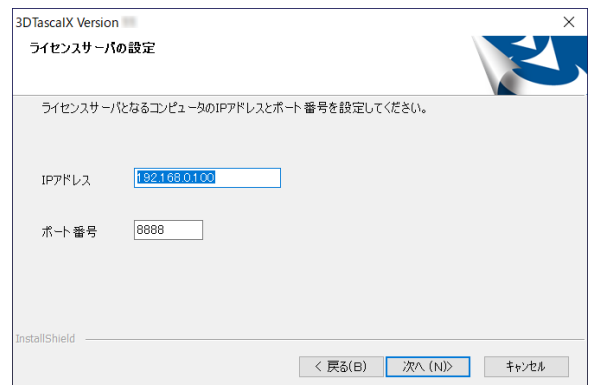 3DTascalX Version
ライセンスサーバの設定
ライセンスサーバとなるコンピュータのIPアドレスとポート番号を設定してください。
IPアドレス
192.168.0.100
ポート番号
8888
InstallShield
< 戻る(B)
次へ (N)>
キャンセル